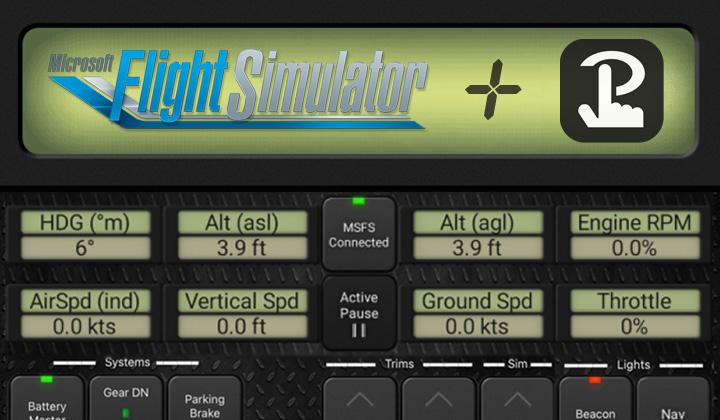 Microsoft Flight Simulator
HDG (°m)
Alt (asl)
MSFS
Connected
Alt (agl)
Engine RPM
6°
3.9 ft
3.9 ft
0.0%
AirSpd (ind)
Vertical Spd
Active
Pause
Ground Spd
Throttle
0.0 kts
0.0 ft
0.0 kts
0%
Systems
Trims
Sim
Lights
Battery
Gear DN
Parking
Brake
Beacon
Nav